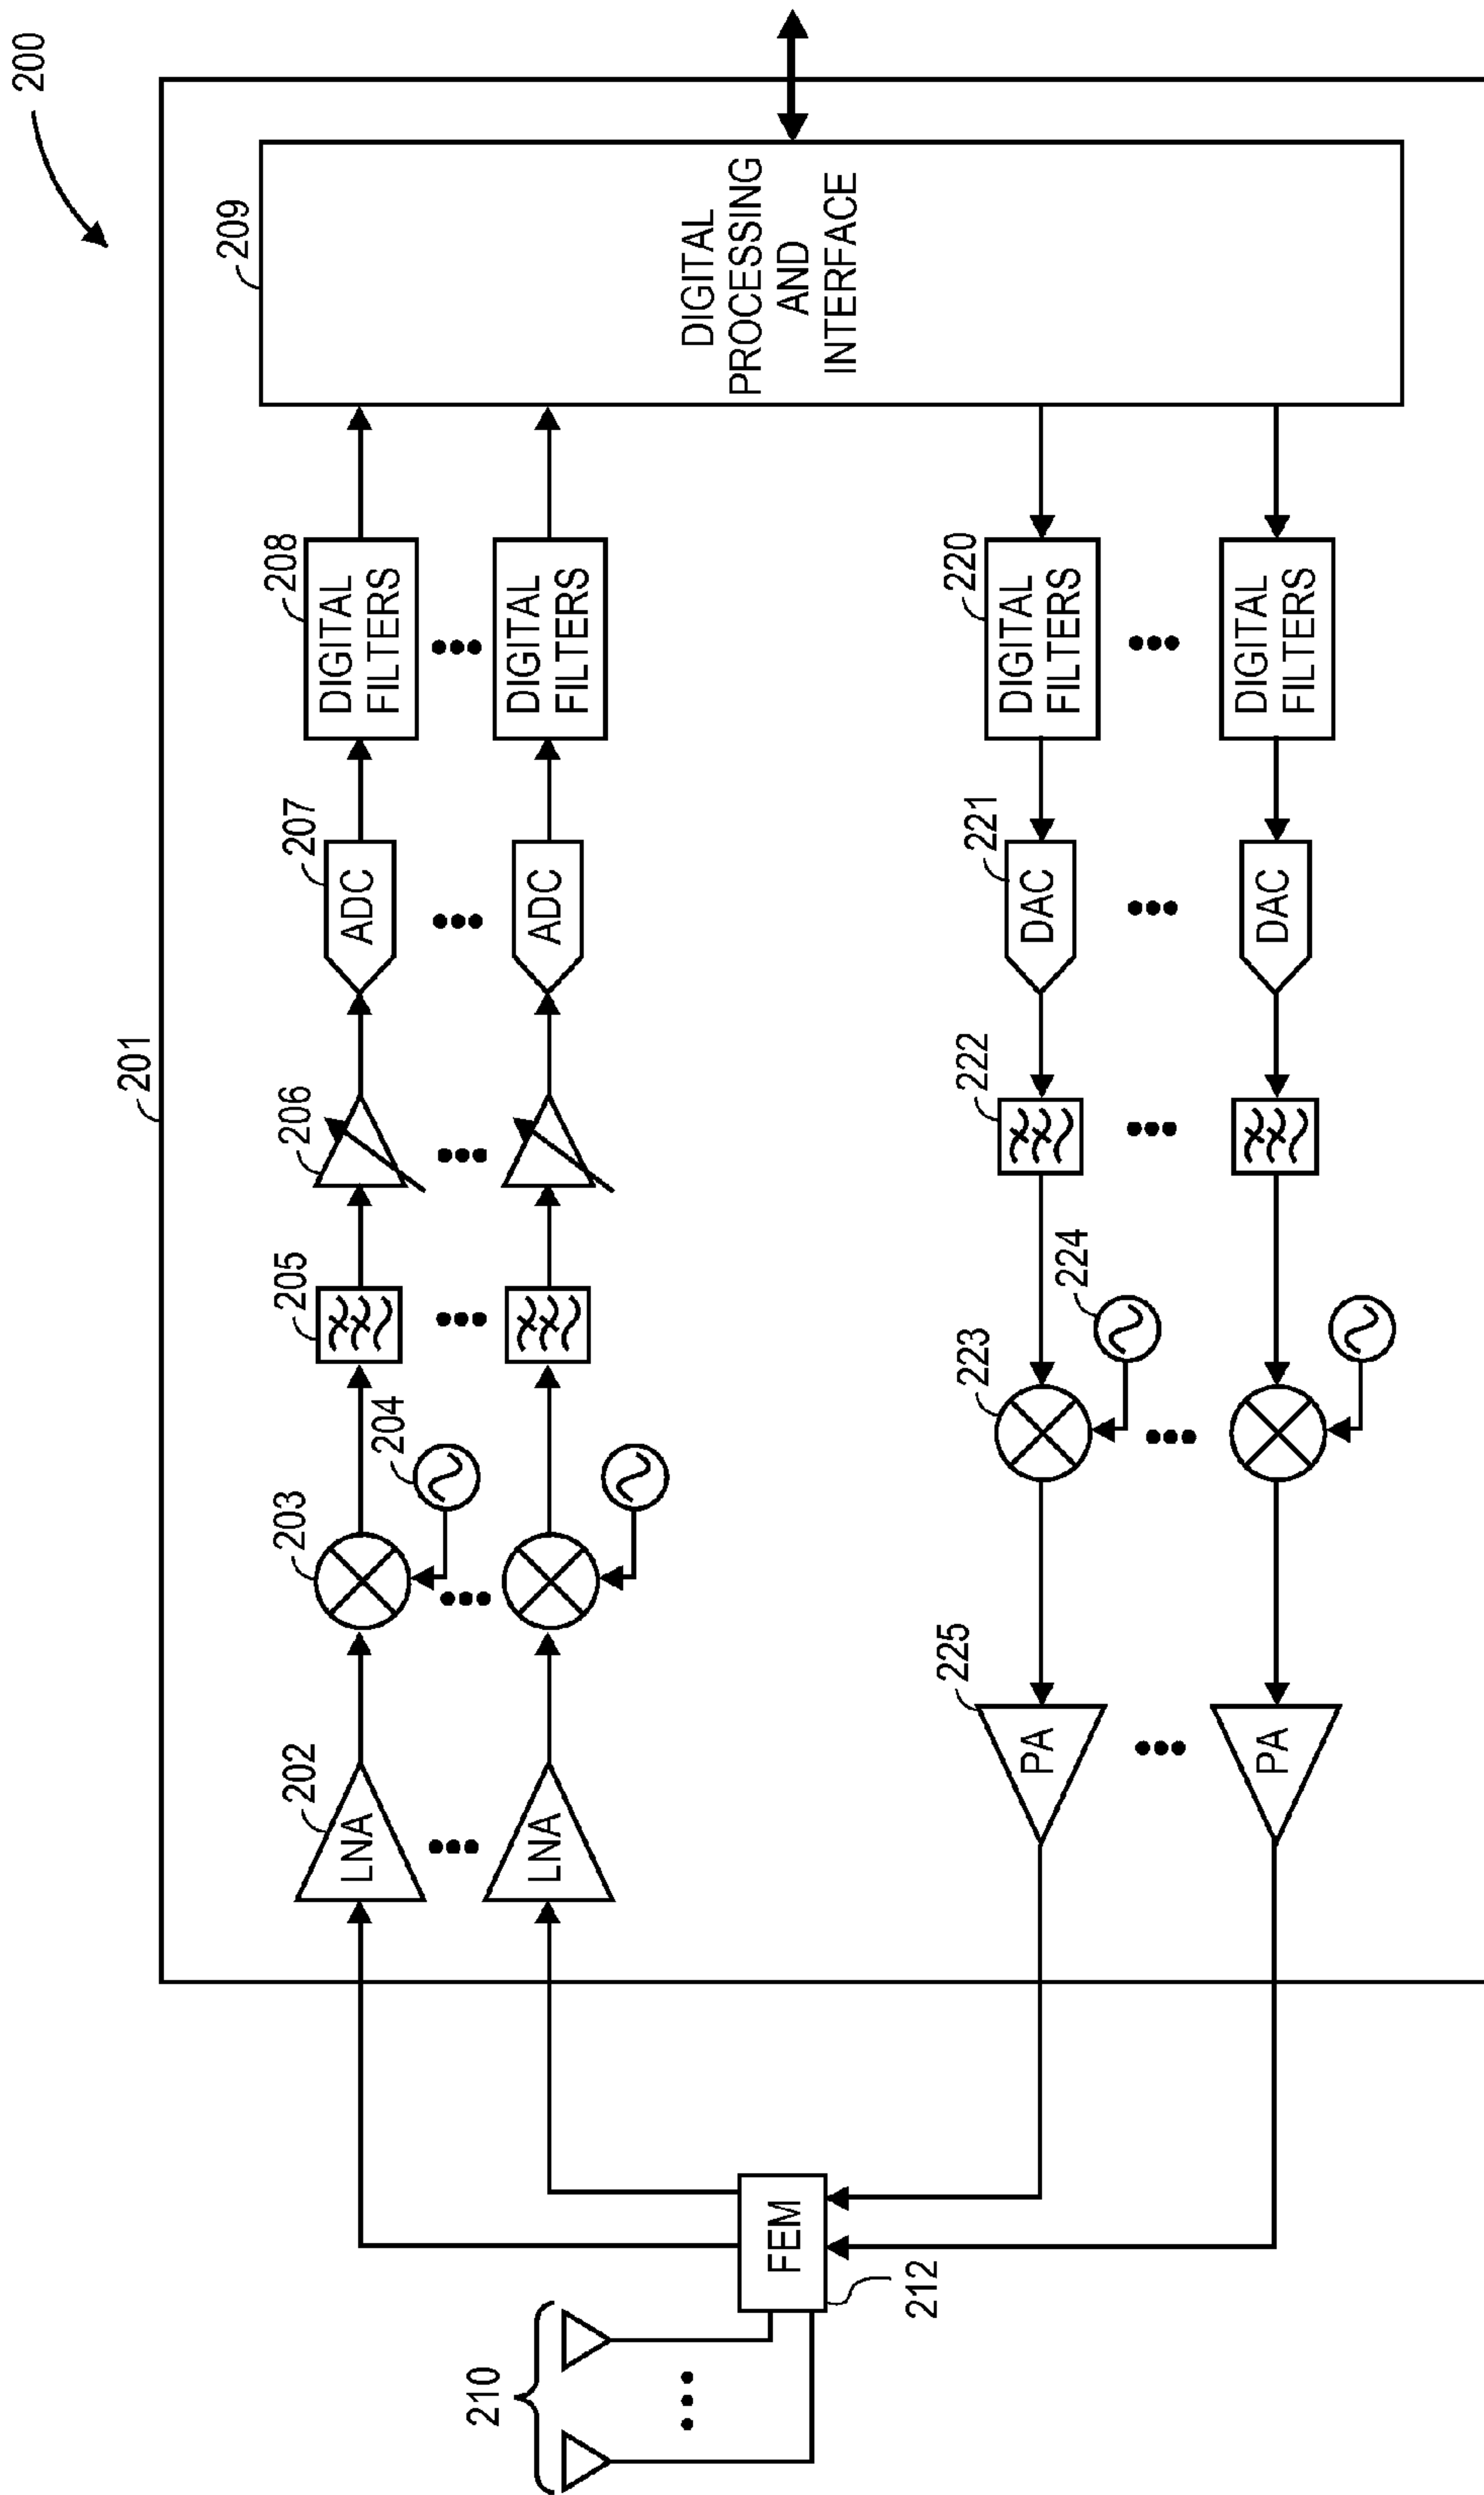 200
201
209
DIGITAL
PROCESSING
AND
INTERFACE
210
FEM
212
202
LNA
203
204
205
206
207
ADC
208
DIGITAL
FILTERS
LNA
ADC
DIGITAL
FILTERS
225
PA
223
224
222
221
DAC
220
DIGITAL
FILTERS
PA
DAC
DIGITAL
FILTERS